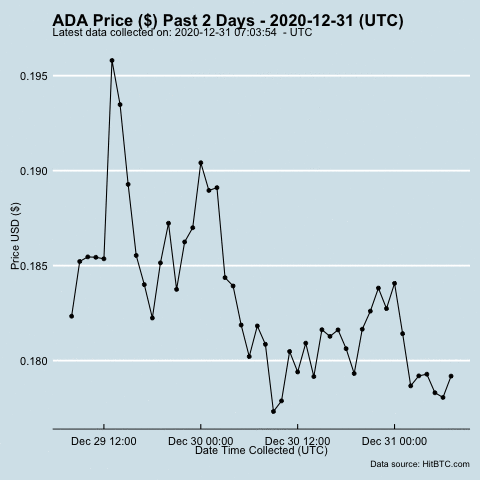 ADA Price ($) Past 2 Days - 2020-12-31 (UTC)
Latest data collected on: 2020-12-31 07:03:54 - UTC
0.195
0.190
0.185
0.180
Price USD ($)
Dec 29 12:00 Dec 30 00:00 Dec 30 12:00 Dec 31 00:00
Date Time Collected (UTC)
Data source: HitBTC.com